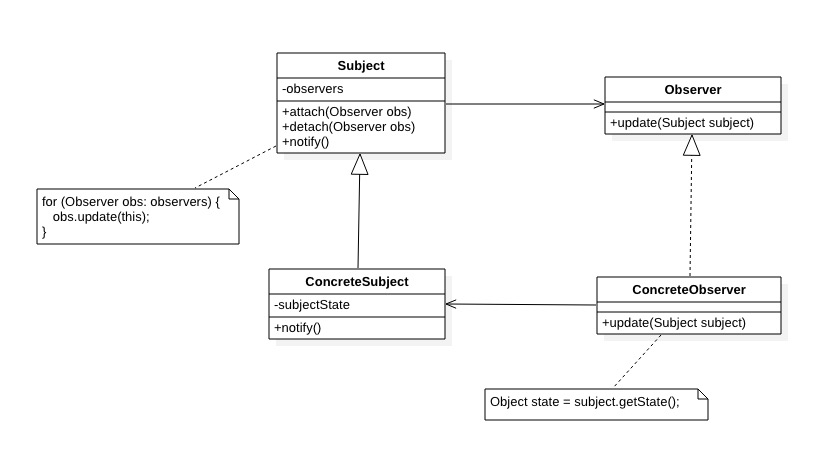 Subject
-observers
+attach(Observer obs)
+detach(Observer obs)
+notify()
Observer
+update(Subject subject)
for (Observer obs: observers) {
obs.update(this);
}
ConcreteSubject
-subjectState
+notify()
ConcreteObserver
+update(Subject subject)
Object state = subject.getState();